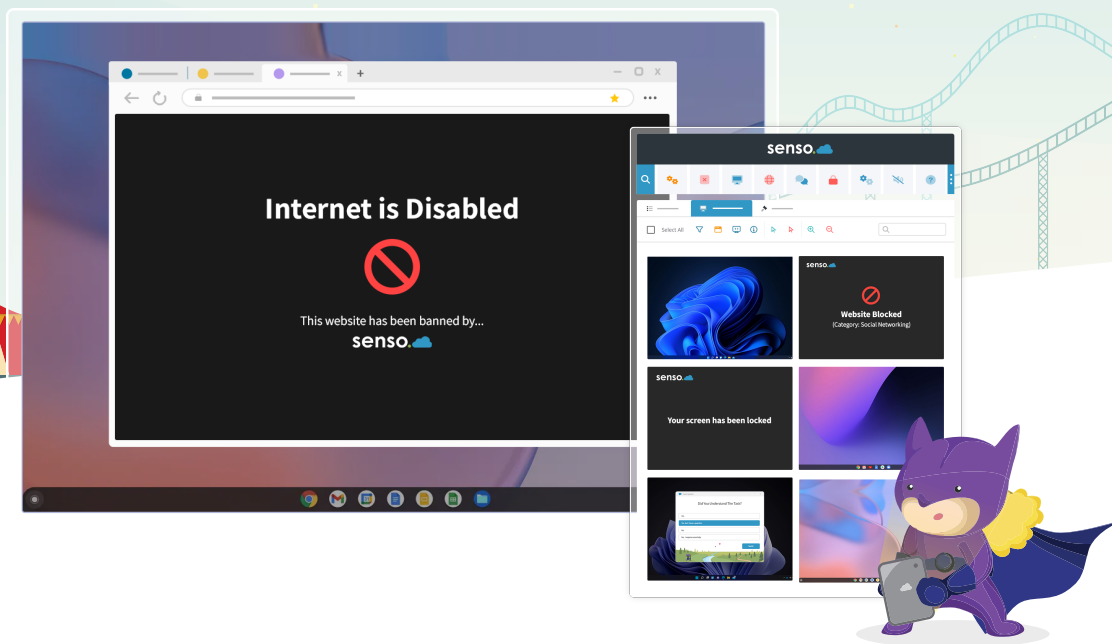 Internet is Disabled
This website has been banned by...
senso.
senso.
Select All
senso.
Website Blocked
(Category: Social Networking)
senso.
Your screen has been locked
Did You Understand The Task?